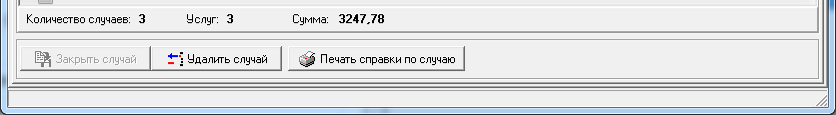 Количество случаев: 3 Услуг: 3 Сумма: 3247,78
Закрыть случай Удалить случай Печать справки по случаю